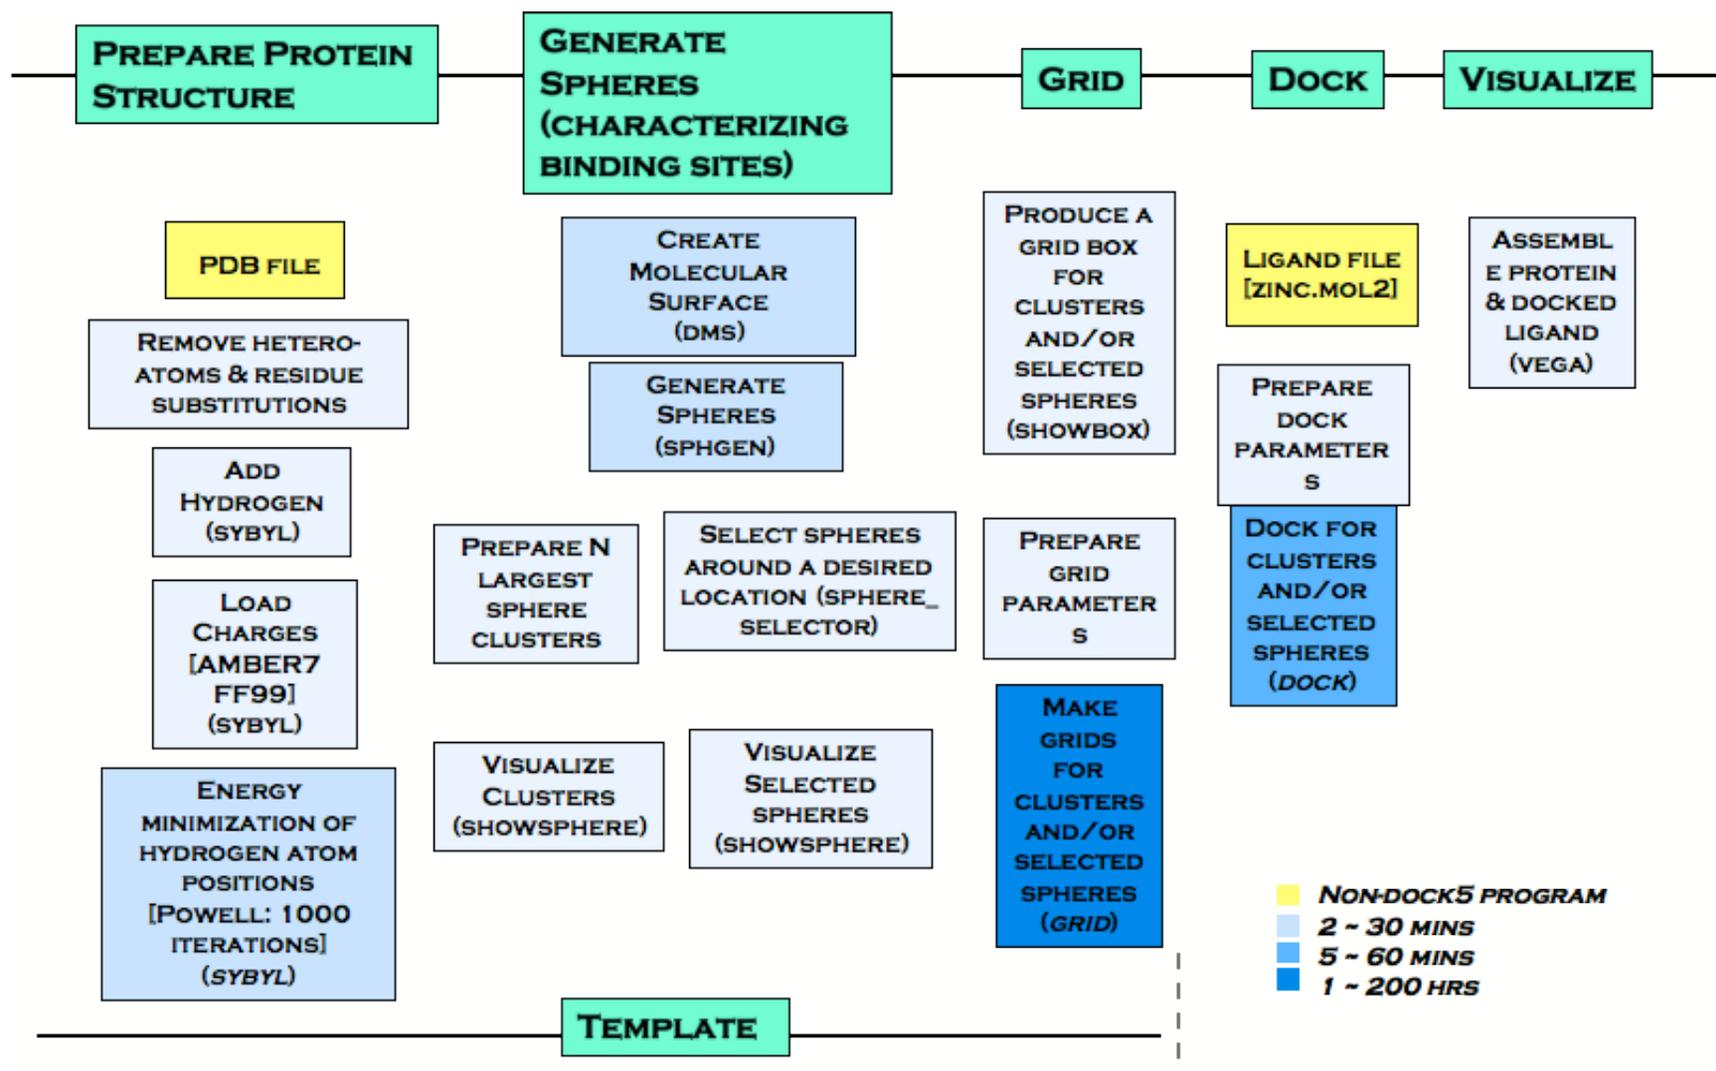 PREPARE PROTEIN
STRUCTURE
GENERATE
SPHERES
(CHARACTERIZING
BINDING SITES)
GRID
DOCK
VISUALIZE
PDB FILE
REMOVE HETERO-
ATOMS & RESIDUE
SUBSTITUTIONS
ADD
HYDROGEN
(SYBYL)
LOAD
CHARGES
[AMBER7
FF99]
(SYBYL)
ENERGY
MINIMIZATION OF
HYDROGEN ATOM
POSITIONS
[POWELL: 1000
ITERATIONS]
(SYBYL)
CREATE
MOLECULAR
SURFACE
(DMS)
GENERATE
SPHERES
(SPHGEN)
PREPARE N
LARGEST
SPHERE
CLUSTERS
SELECT SPHERES
AROUND A DESIRED
LOCATION (SPHERE_
SELECTOR)
VISUALIZE
CLUSTERS
(SHOWSPHERE)
VISUALIZE
SELECTED
SPHERES
(SHOWSPHERE)
PRODUCE A
GRID BOX
FOR
CLUSTERS
AND/OR
SELECTED
SPHERES
(SHOWBOX)
PREPARE
GRID
PARAMETER
S
MAKE
GRIDS
FOR
CLUSTERS
AND/OR
SELECTED
SPHERES
(GRID)
LIGAND FILE
[ZINC.MOL2]
PREPARE
DOCK
PARAMETER
S
DOCK FOR
CLUSTERS
AND/OR
SELECTED
SPHERES
(DOCK)
ASSEMBL
E PROTEIN
& DOCKED
LIGAND
(VEGA)
NON-DOCK5 PROGRAM
2 ~ 30 MINS
5 ~ 60 MINS
1 ~ 200 HRS
TEMPLATE